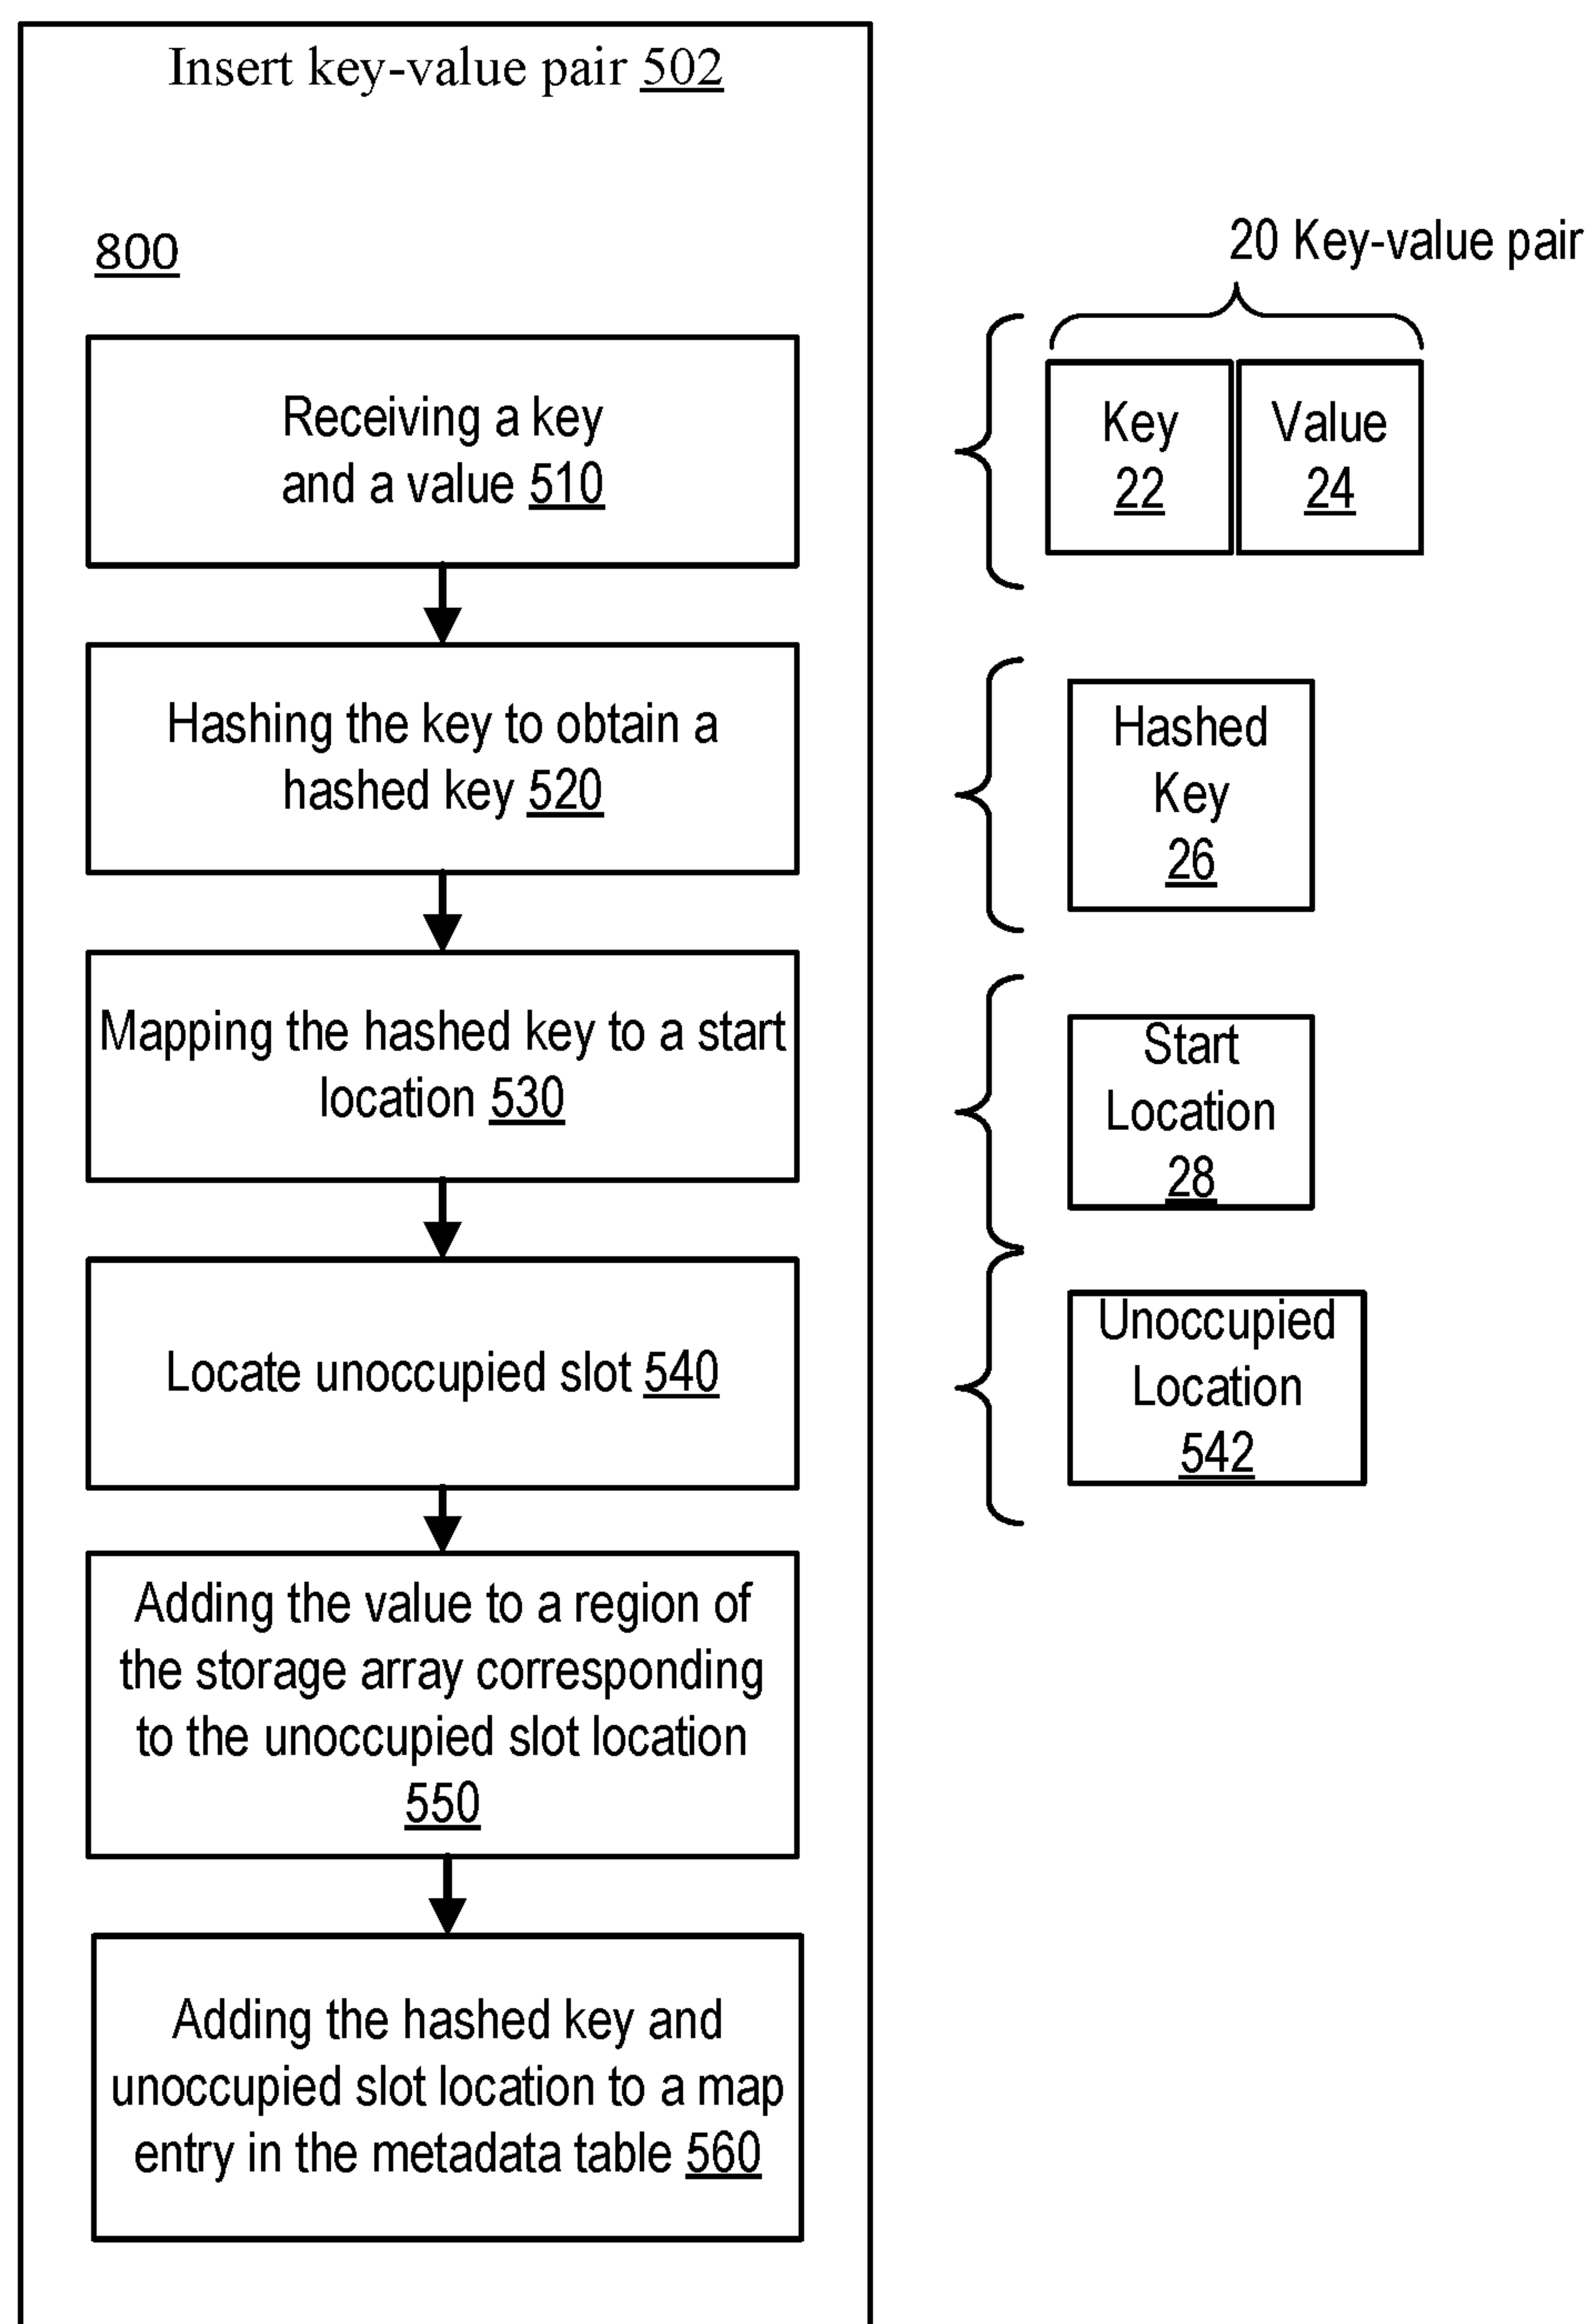 Insert key-value pair 502
800
Receiving a key
and a value 510
Hashing the key to obtain a
hashed key 520
Mapping the hashed key to a start
location 530
Locate unoccupied slot 540
Adding the value to a region of
the storage array corresponding
to the unoccupied slot location
550
Adding the hashed key and
unoccupied slot location to a map
entry in the metadata table 560
20 Key-value pair
Key
22
Value
24
Hashed
Key
26
Start
Location
28
Unoccupied
Location
542